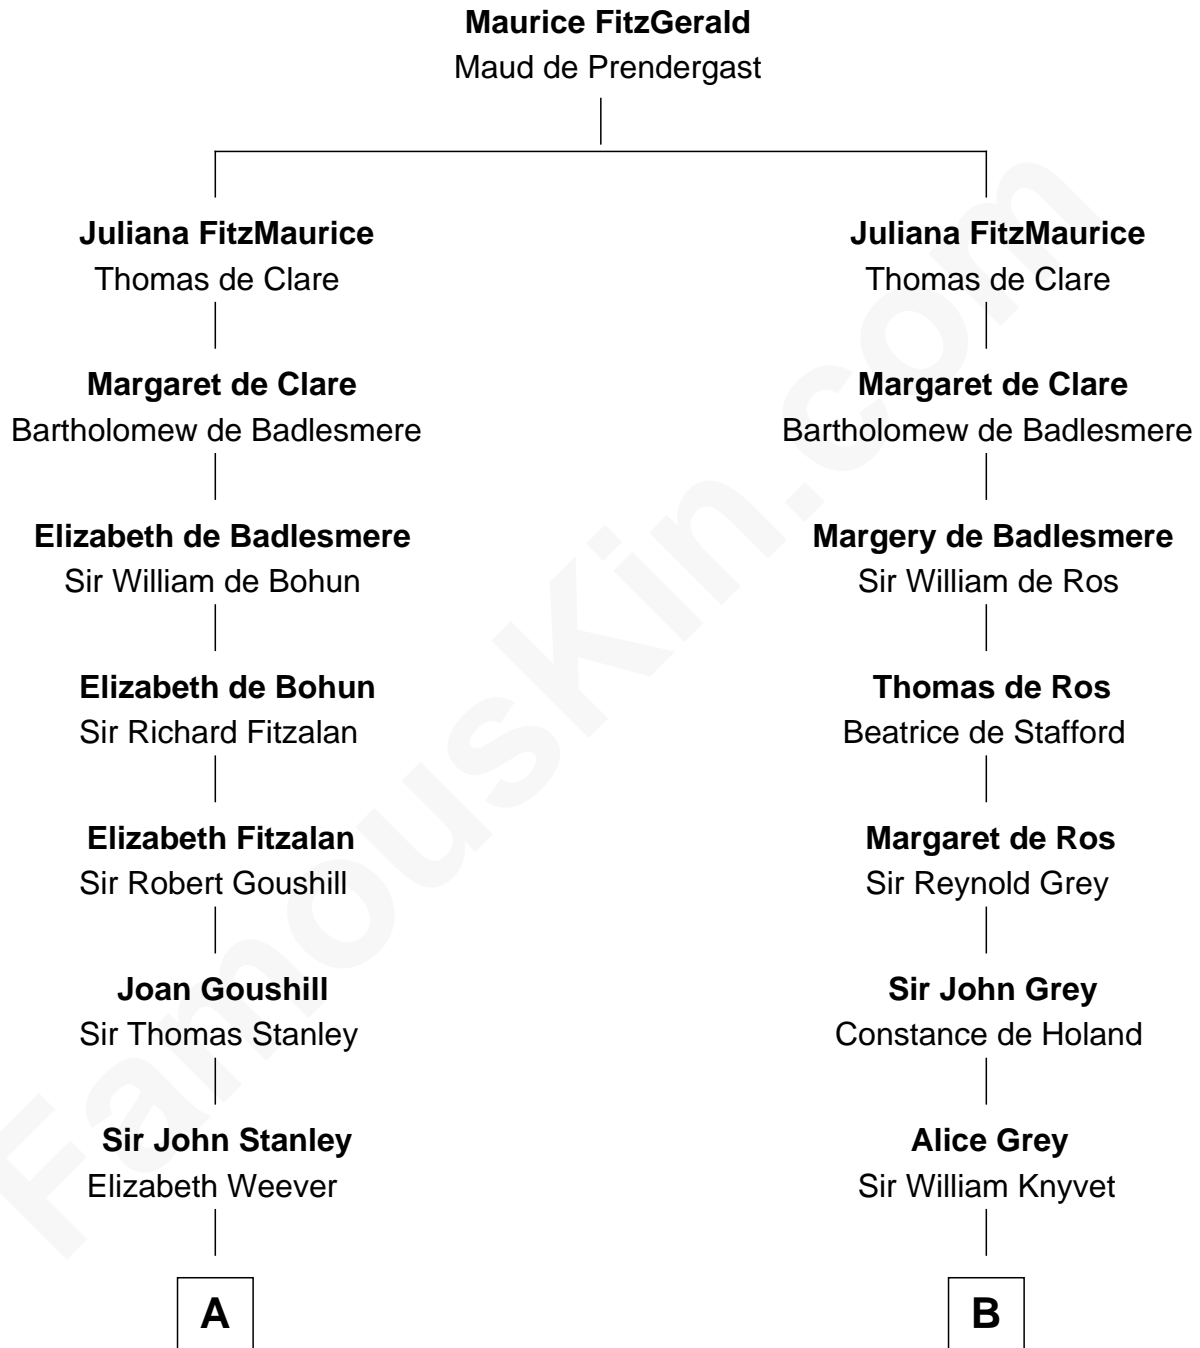 Maurice FitzGerald
Maud de Prendergast
Juliana FitzMaurice
Thomas de Clare
Margaret de Clare
Bartholomew de Badlesmere
Elizabeth de Badlesmere
Sir William de Bohun
Elizabeth de Bohun
Sir Richard Fitzalan
Elizabeth Fitzalan
Sir Robert Goushill
Joan Goushill
Sir Thomas Stanley
Sir John Stanley
Elizabeth Weever
A
Juliana FitzMaurice
Thomas de Clare
Margaret de Clare
Bartholomew de Badlesmere
Margery de Badlesmere
Sir William de Ros
Thomas de Ros
Beatrice de Stafford
Margaret de Ros
Sir Reynold Grey
Sir John Grey
Constance de Holand
Alice Grey
Sir William Knyvet
B
FamousKin.com